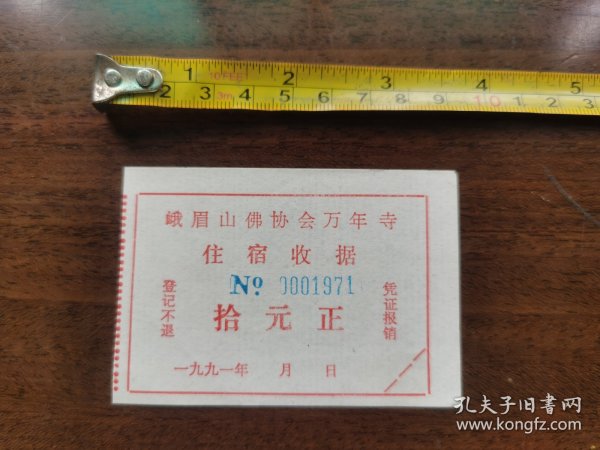 1 10FEET 2 3 4 5
2 3 3m 4 5 6 7 8 9 10 1 2 3
峨眉山佛协会万年寺
住宿收据
№ 0001971
登记不退
拾元正
凭证报销
一九九一年 月 日
孔夫子旧书网
www.kongfz.com